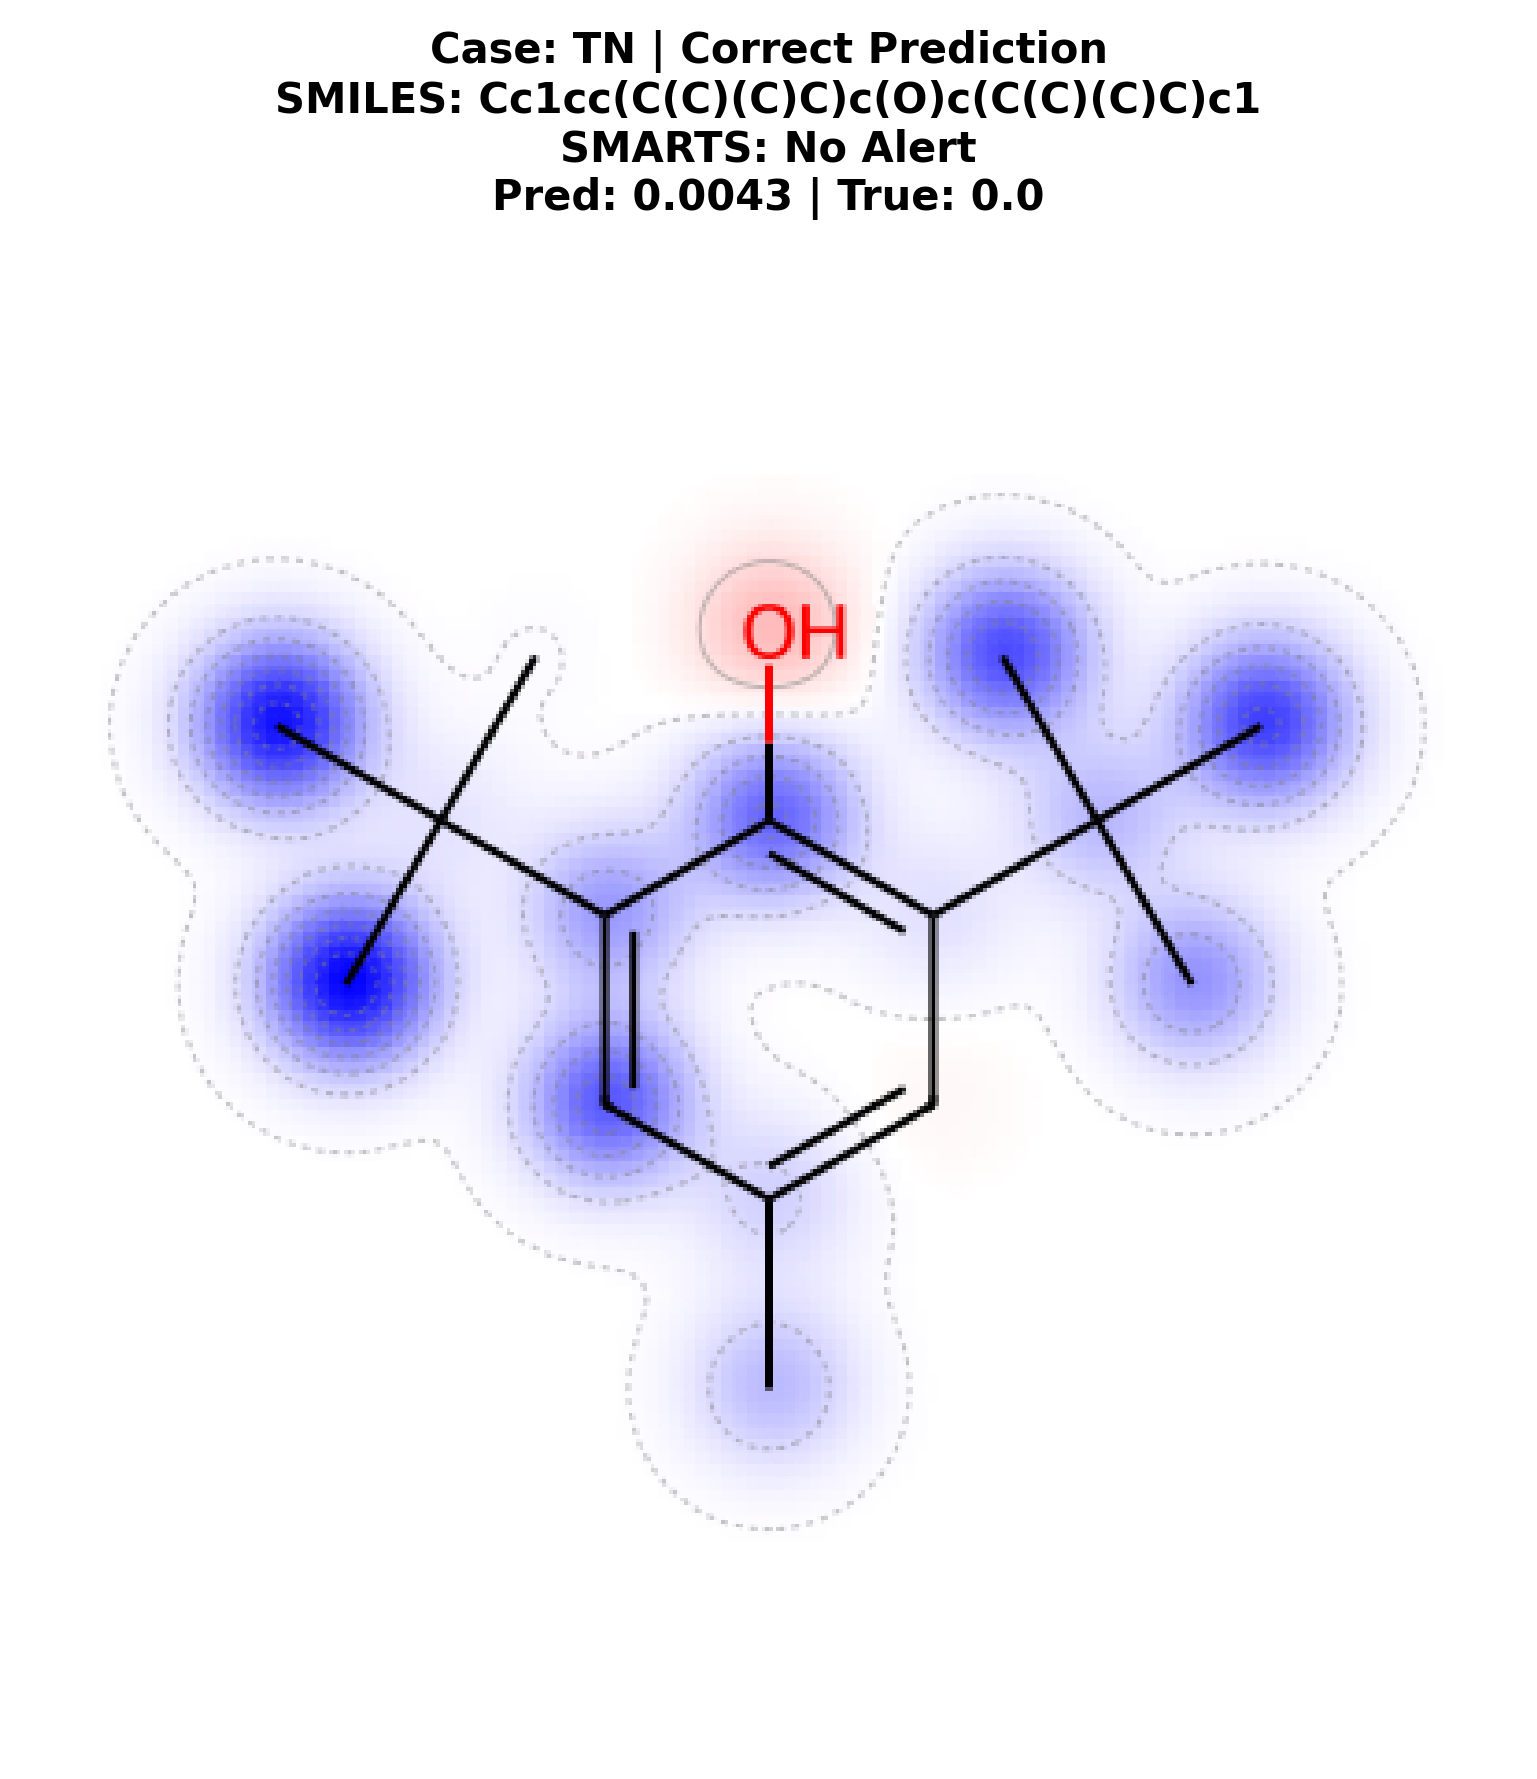 Case: TN | Correct Prediction
SMILES: Cc1cc(C(C)(C)C)c(O)c(C(C)(C)C)c1
SMARTS: No Alert
Pred: 0.0043 | True: 0.0
OH